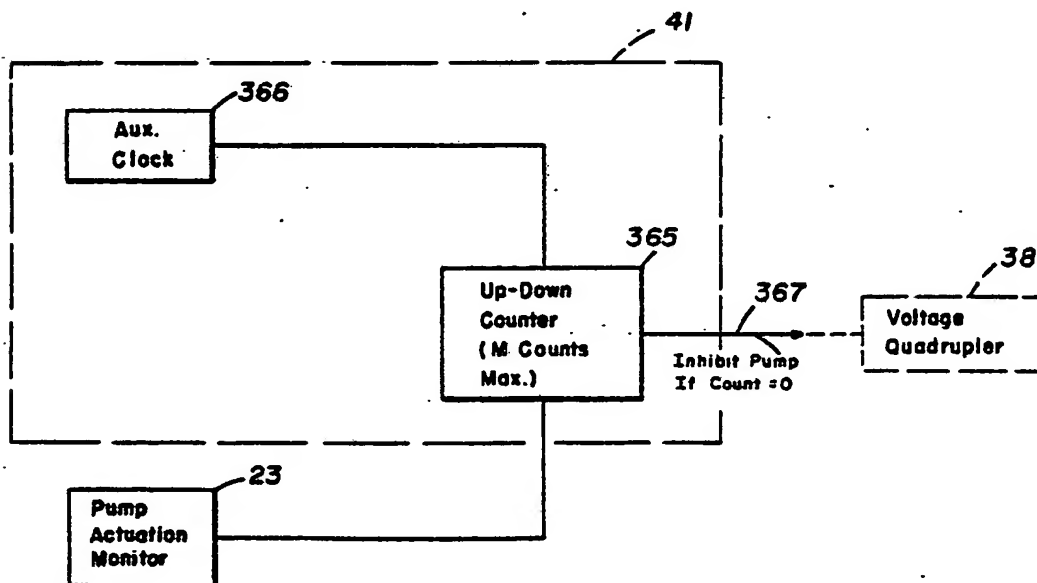 41
366
Aux.
Clock
365
Up-Down
Counter
(M Counts
Max.)
367
Inhibit Pump
If Count =0
38
Voltage
Quadrupler
23
Pump
Actuation
Monitor